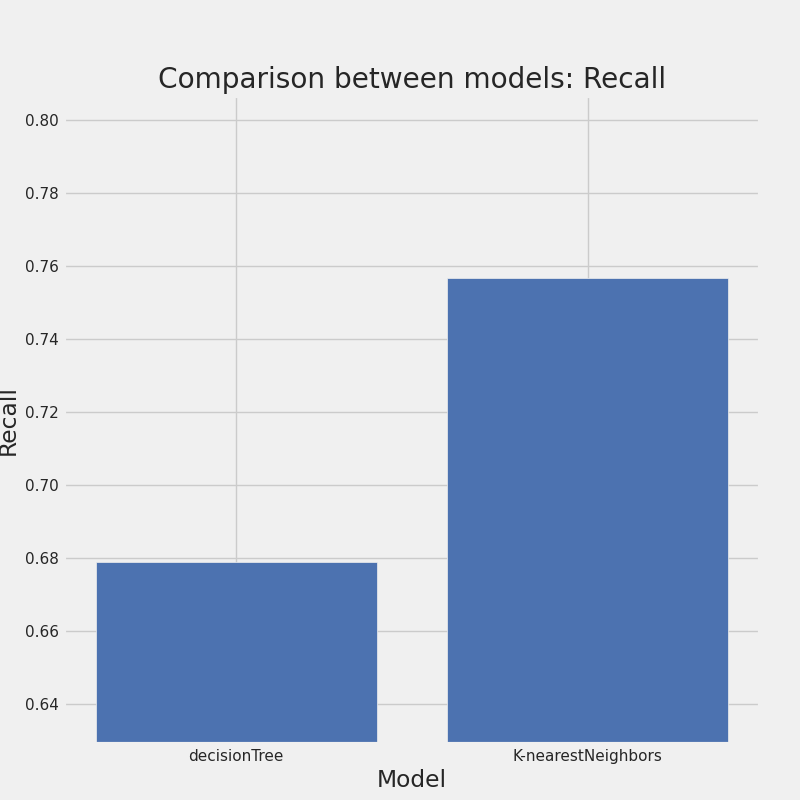 Comparison between models: Recall
0.80
0.78
0.76
0.74
0.72
0.70
0.68
0.66
0.64
Recall
decisionTree
K-nearestNeighbors
Model